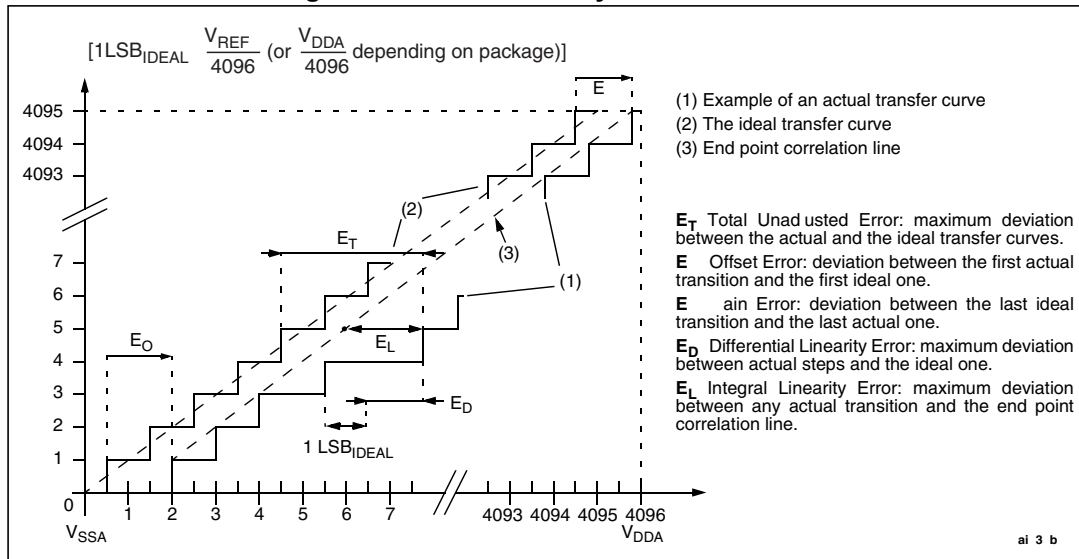 [1LSB_IDEAL V_REF/4096 (or V_DDA/4096 depending on package)]
E
4095
4094
4093
(1) Example of an actual transfer curve
(2) The ideal transfer curve
(3) End point correlation line
(2)
E_T
(3)
(1)
7
6
5
4
3
2
1
0
E_O
E_L
E_D
1 LSB_IDEAL
E_T Total Unad usted Error: maximum deviation
between the actual and the ideal transfer curves.
E Offset Error: deviation between the first actual
transition and the first ideal one.
E ain Error: deviation between the last ideal
transition and the last actual one.
E_D Differential Linearity Error: maximum deviation
between actual steps and the ideal one.
E_L Integral Linearity Error: maximum deviation
between any actual transition and the end point
correlation line.
1 2 3 4 5 6 7 4093 4094 4095 4096
V_SSA V_DDA
ai 3 b